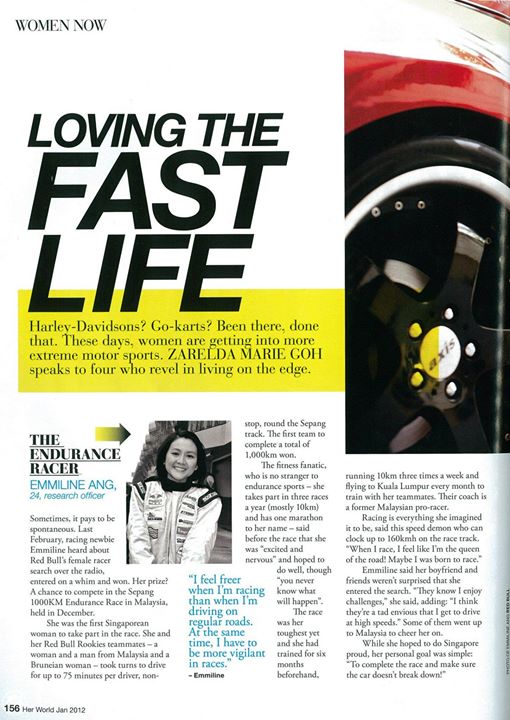 WOMEN NOW
LOVING THE
FAST
LIFE
Harley-Davidsons? Go-karts? Been there, done
that. These days, women are getting into more
extreme motor sports. ZARELDA MARIE GOH
speaks to four who revel in living on the edge.
axis
THE
ENDURANCE
RACER
EMMILINE ANG,
24, research officer
Sometimes, it pays to be
spontaneous. Last
February, racing newbie
Emmiline heard about
Red Bull's female racer
search over the radio,
entered on a whim and won. Her prize?
A chance to compete in the Sepang
1000KM Endurance Race in Malaysia,
held in December.
She was the first Singaporean
woman to take part in the race. She and
her Red Bull Rookies teammates – a
woman and a man from Malaysia and a
Bruneian woman – took turns to drive
for up to 75 minutes per driver, non-
"I feel freer
when I'm racing
than when I'm
driving on
regular roads.
At the same
time, I have to
be more vigilant
in races."
– Emmiline
stop, round the Sepang
track. The first team to
complete a total of
1,000km won.
The fitness fanatic,
who is no stranger to
endurance sports – she
takes part in three races
a year (mostly 10km)
and has one marathon
to her name – said
before the race that she
was "excited and
nervous" and hoped to
do well, though
"you never
know what
will happen".
The race
was her
toughest yet
and she had
trained for six
months
beforehand,
running 10km three times a week and
flying to Kuala Lumpur every month to
train with her teammates. Their coach is
a former Malaysian pro-racer.
Racing is everything she imagined
it to be, said this speed demon who can
clock up to 160kmh on the race track.
"When I race, I feel like I'm the queen
of the road! Maybe I was born to race."
Emmiline said her boyfriend and
friends weren't surprised that she
entered the search. "They know I enjoy
challenges," she said, adding: "I think
they're a tad envious that I get to drive
at high speeds." Some of them went up
to Malaysia to cheer her on.
While she hoped to do Singapore
proud, her personal goal was simple:
"To complete the race and make sure
the car doesn't break down!"
PHOTO OF EMMILINE AND RED BULL
156 Her World Jan 2012